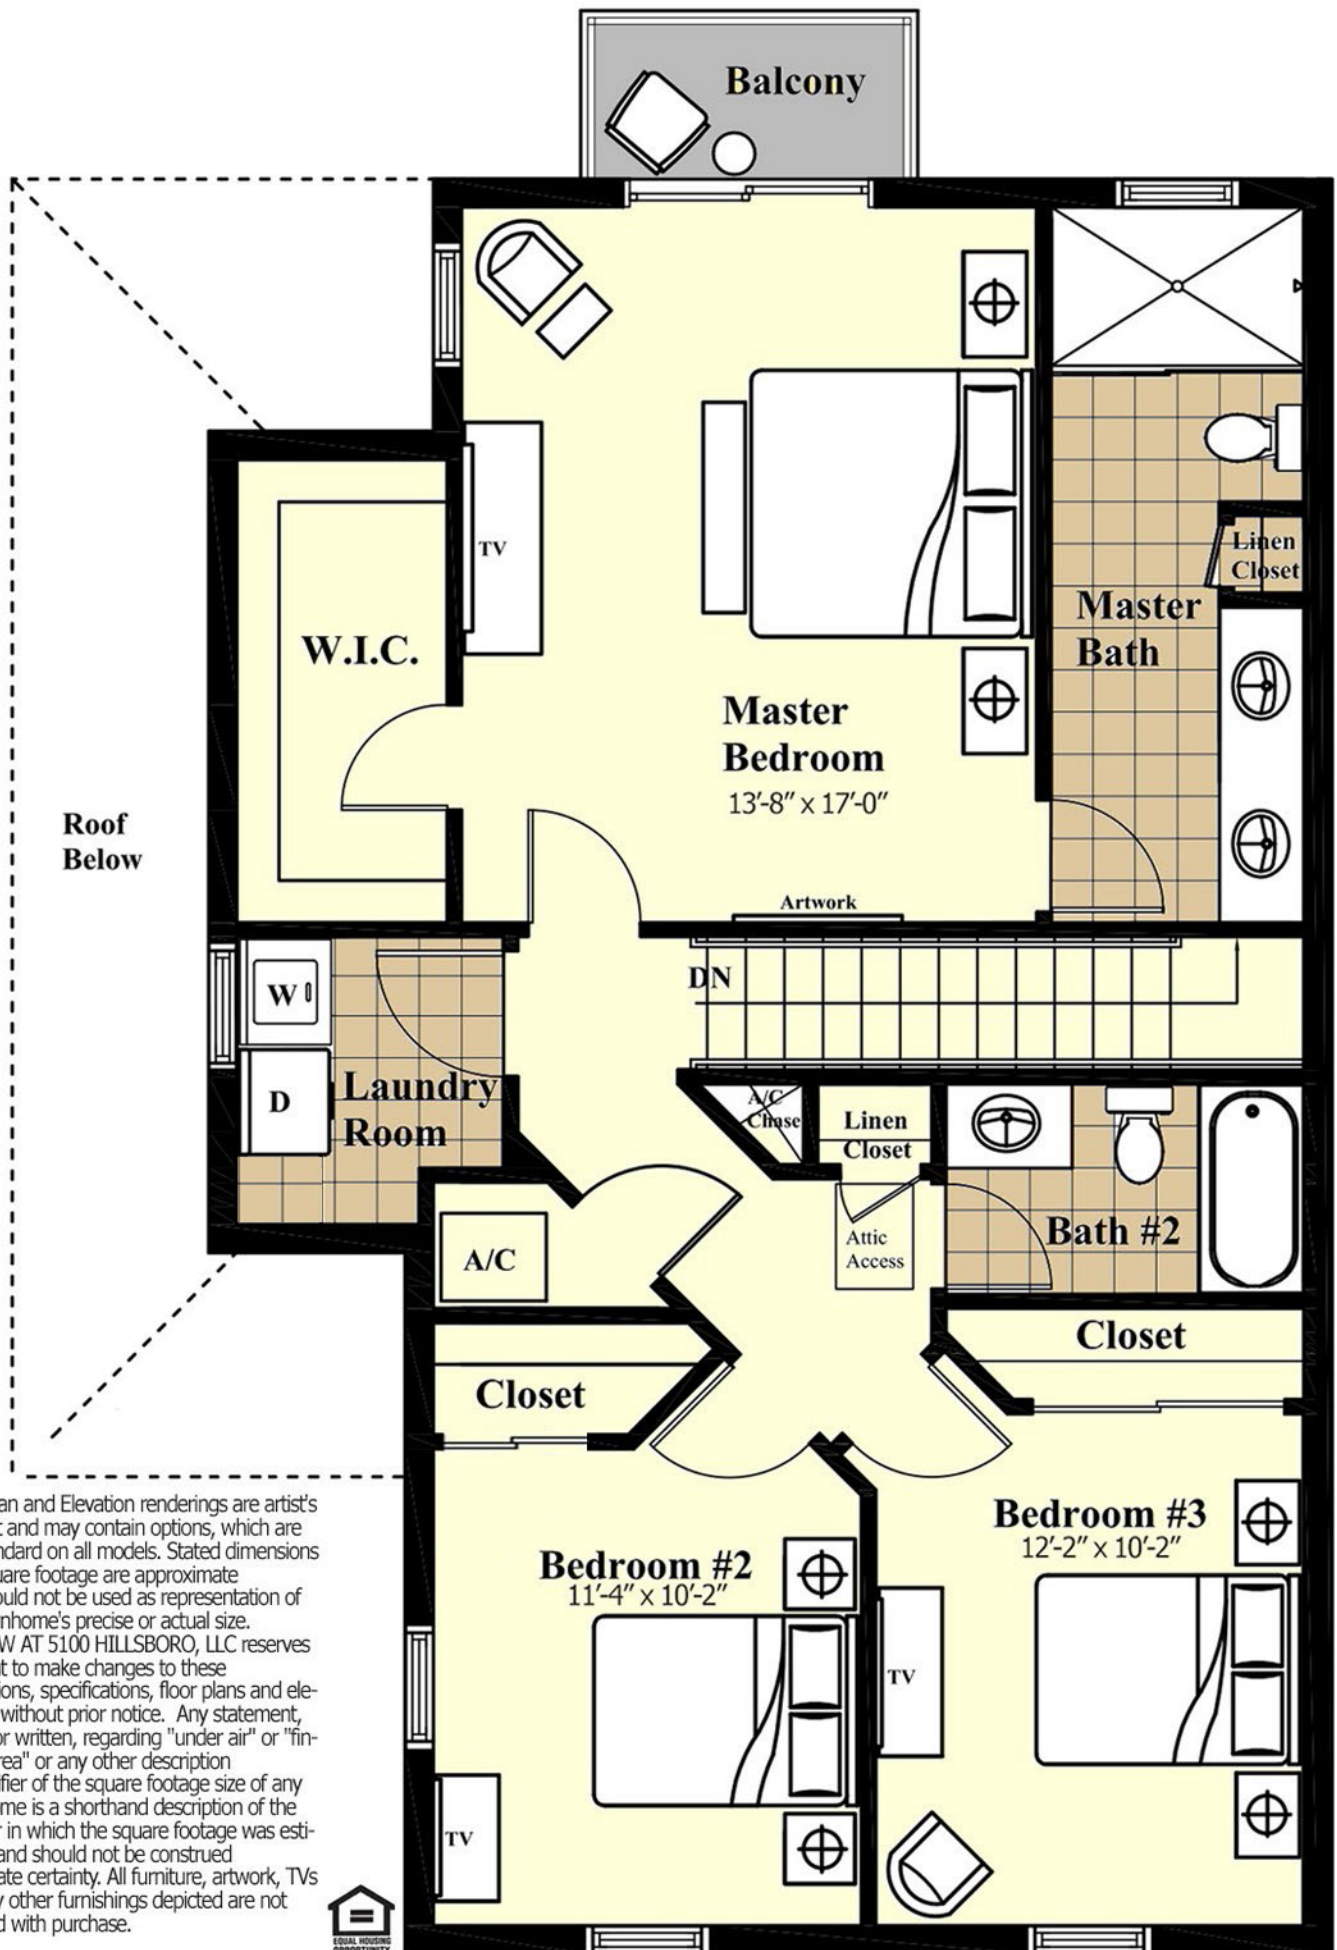 Balcony
TV
Linen
Closet
W.I.C.
Master
Bath
Master
Bedroom
13'-8" x 17'-0"
Roof
Below
Artwork
DN
W
D
Laundry
Room
A/C
Chase
Linen
Closet
Attic
Access
Bath #2
A/C
Closet
Closet
Bedroom #3
12'-2" x 10'-2"
Bedroom #2
11'-4" x 10'-2"
TV
TV
an and Elevation renderings are artist's
t and may contain options, which are
ndard on all models. Stated dimensions
uare footage are approximate
ould not be used as representation of
nhome's precise or actual size.
W AT 5100 HILLSBORO, LLC reserves
t to make changes to these
ions, specifications, floor plans and ele-
without prior notice. Any statement,
or written, regarding "under air" or "fin-
rea" or any other description
ifier of the square footage size of any
me is a shorthand description of the
r in which the square footage was esti-
and should not be construed
ate certainty. All furniture, artwork, TVs
y other furnishings depicted are not
d with purchase.
EQUAL HOUSING
OPPORTUNITY